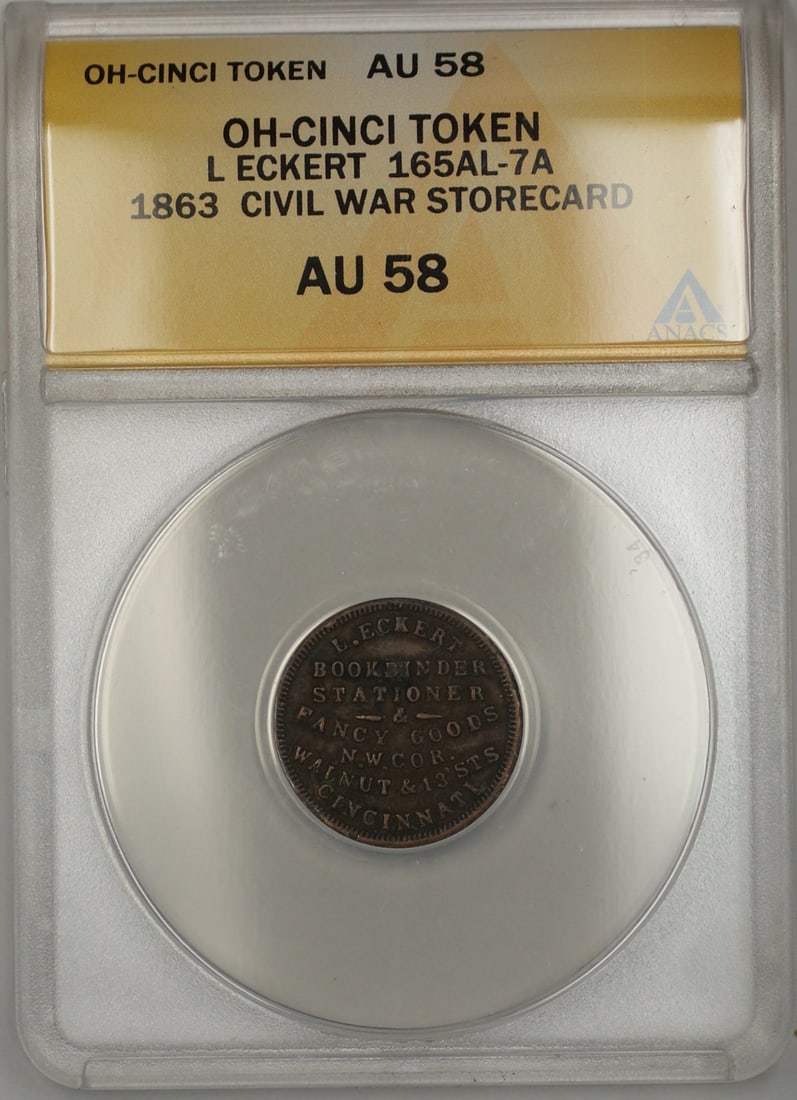 OH-CINCI TOKEN AU 58
OH-CINCI TOKEN
L ECKERT 165AL-7A
1863 CIVIL WAR STORECARD
AU 58
ANACS
L. ECKERT
BOOKBINDER
STATIONER
&
FANCY GOODS
N.W. COR.
WALNUT & 13 STS
CINCINNATI